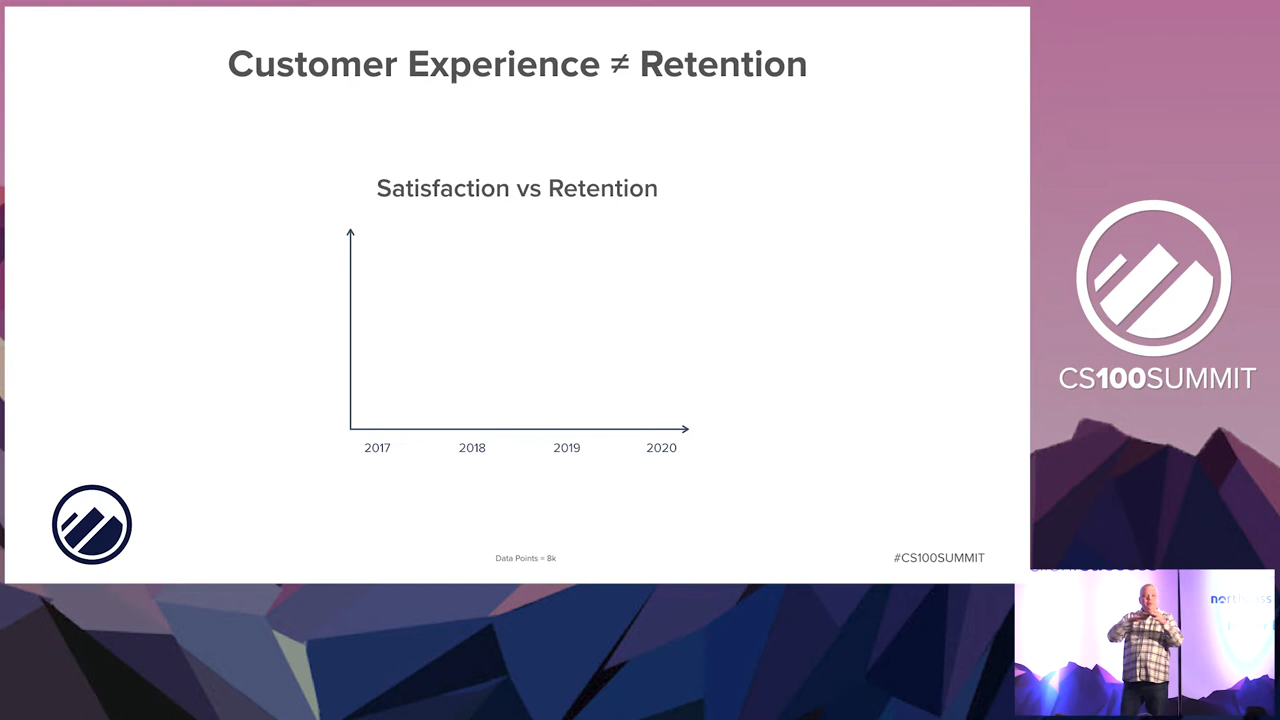 Customer Experience ≠ Retention
Satisfaction vs Retention
2017 2018 2019 2020
Data Points = 8k
#CS100SUMMIT
CS100SUMMIT